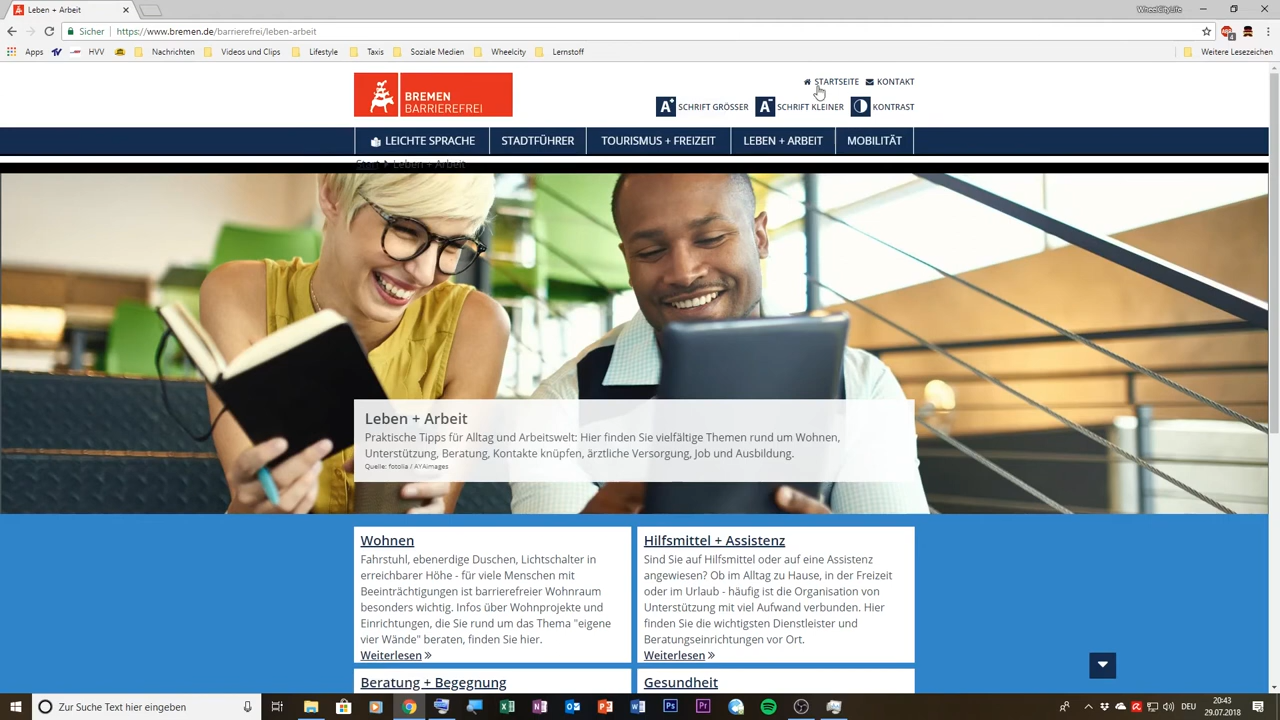 Leben + Arbeit
WheelCityLife
Sicher
https://www.bremen.de/barrierefrei/leben-arbeit
Apps
HVV
Nachrichten
Videos und Clips
Lifestyle
Taxis
Soziale Medien
Wheelcity
Lernstoff
Weitere Lesezeichen
BREMEN
BARRIEREFREI
STARTSEITE
KONTAKT
A+ SCHRIFT GRÖSSER
A- SCHRIFT KLEINER
KONTRAST
LEICHTE SPRACHE
STADTFÜHRER
TOURISMUS + FREIZEIT
LEBEN + ARBEIT
MOBILITÄT
Start
Leben + Arbeit
Leben + Arbeit
Praktische Tipps für Alltag und Arbeitswelt: Hier finden Sie vielfältige Themen rund um Wohnen,
Unterstützung, Beratung, Kontakte knüpfen, ärztliche Versorgung, Job und Ausbildung.
Quelle: fotolia / AYAimages
Wohnen
Fahrstuhl, ebenerdige Duschen, Lichtschalter in
erreichbarer Höhe - für viele Menschen mit
Beeinträchtigungen ist barrierefreier Wohnraum
besonders wichtig. Infos über Wohnprojekte und
Einrichtungen, die Sie rund um das Thema "eigene
vier Wände" beraten, finden Sie hier.
Weiterlesen »
Hilfsmittel + Assistenz
Sind Sie auf Hilfsmittel oder auf eine Assistenz
angewiesen? Ob im Alltag zu Hause, in der Freizeit
oder im Urlaub - häufig ist die Organisation von
Unterstützung mit viel Aufwand verbunden. Hier
finden Sie die wichtigsten Dienstleister und
Beratungseinrichtungen vor Ort.
Weiterlesen »
Beratung + Begegnung
Gesundheit
Zur Suche Text hier eingeben
DEU
20:43
29.07.2018